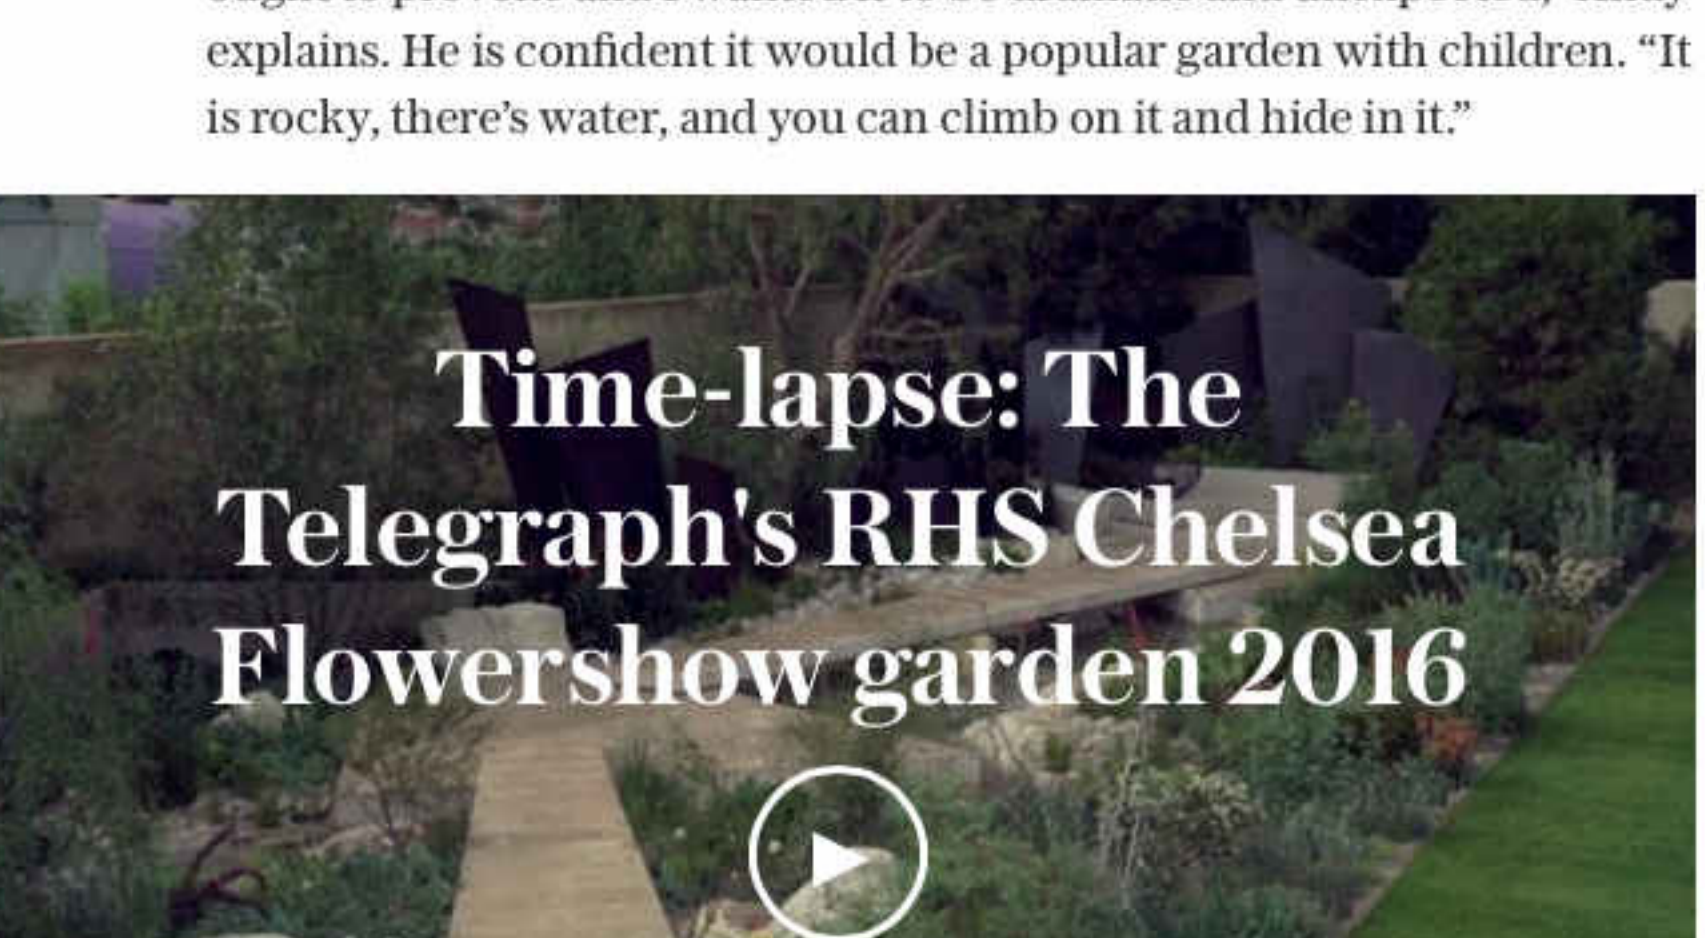 explains. He is confident it would be a popular garden with children. “It
is rocky, there’s water, and you can climb on it and hide in it.”
Time-lapse: The
Telegraph's RHS Chelsea
Flowershow garden 2016